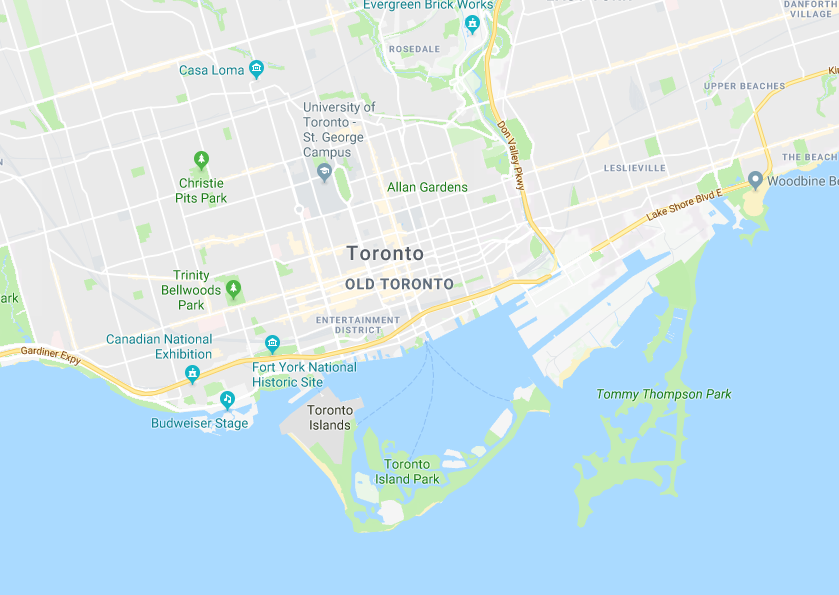 Evergreen Brick Works
DANFORTH
VILLAGE
ROSEDALE
Casa Loma
UPPER BEACHES
University of
Toronto -
St. George
Campus
Don Valley Pkwy
THE BEACH
LESLIEVILLE
Christie
Pits Park
Allan Gardens
Woodbine Be
Lake Shore Blvd E
Toronto
OLD TORONTO
Trinity
Bellwoods
Park
ark
ENTERTAINMENT
DISTRICT
Canadian National
Exhibition
Gardiner Expy
Fort York National
Historic Site
Tommy Thompson Park
Budweiser Stage
Toronto
Islands
Toronto
Island Park